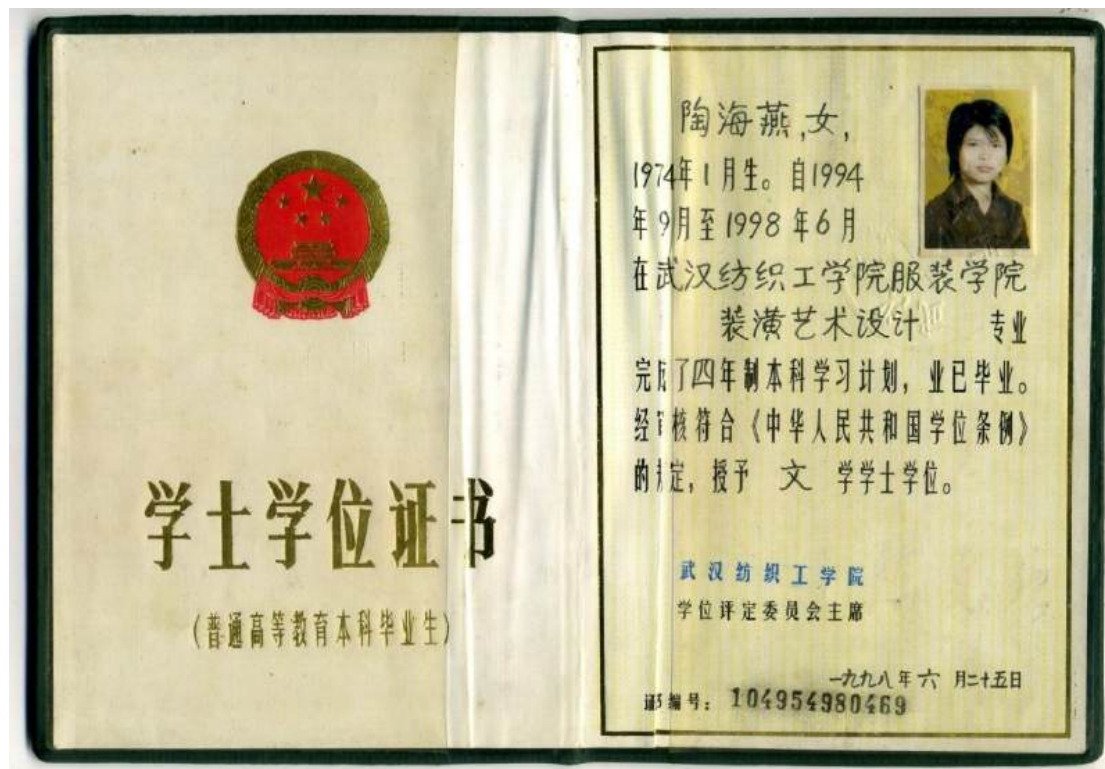 学士学位证书
(普通高等教育本科毕业生)
陶海燕,女,
1974年1月生。自1994
年9月至1998年6月
在武汉纺织工学院服装学院
装潢艺术设计 专业
完成了四年制本科学习计划,业已毕业。
经审核符合《中华人民共和国学位条例》
的规定,授予 文 学学士学位。
武汉纺织工学院
学位评定委员会主席
一九九八年六月二十五日
证书编号:104954980469